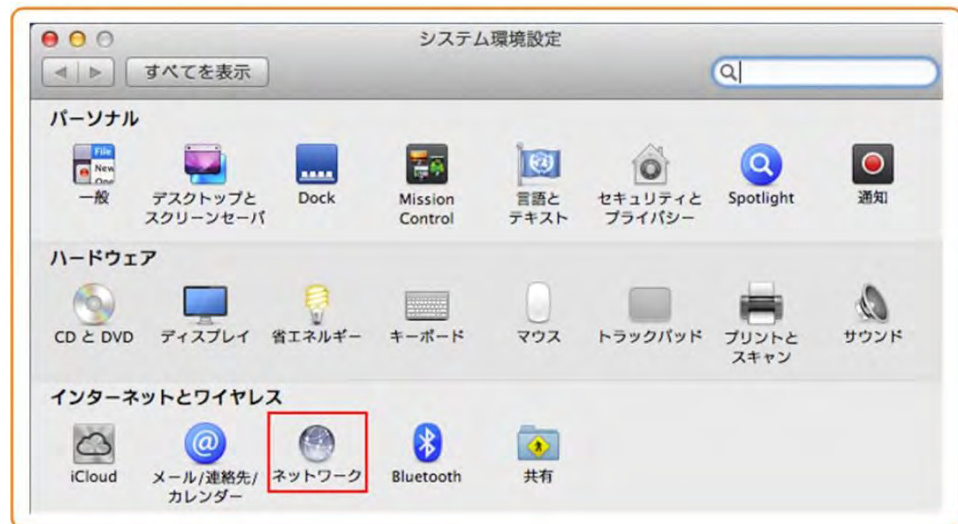 システム環境設定
すべてを表示
パーソナル
File
New
One
一般
デスクトップと
スクリーンセーバ
Dock
Mission
Control
言語と
テキスト
セキュリティと
プライバシー
Spotlight
通知
ハードウェア
CD と DVD
ディスプレイ
省エネルギー
キーボード
マウス
トラックパッド
プリントと
スキャン
サウンド
インターネットとワイヤレス
iCloud
メール/連絡先/
カレンダー
ネットワーク
Bluetooth
共有